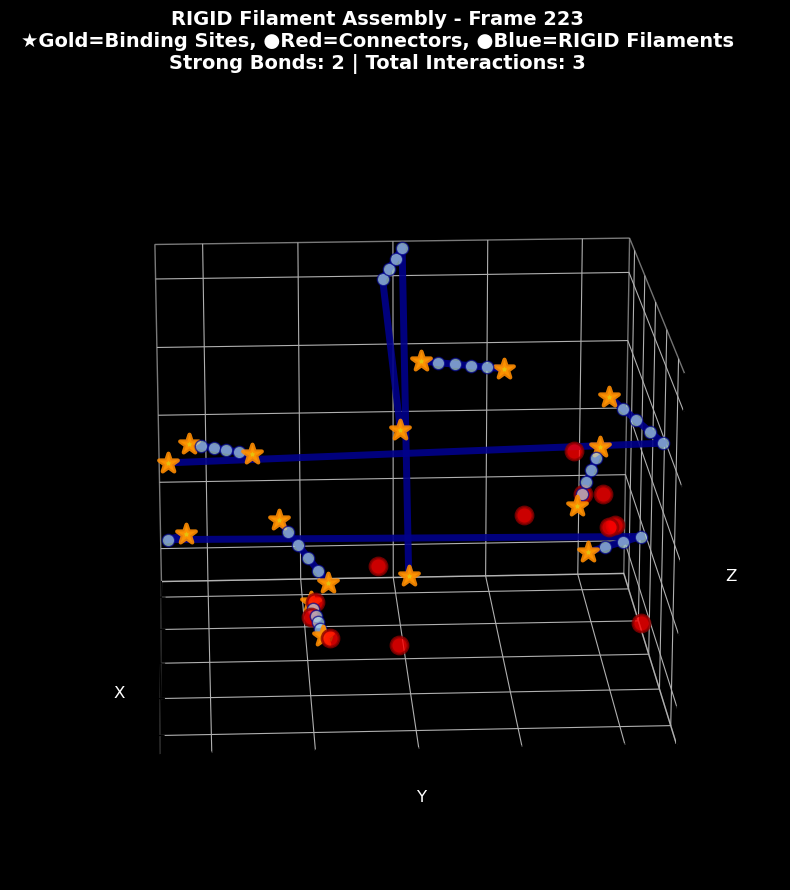 RIGID Filament Assembly - Frame 223
★Gold=Binding Sites, ●Red=Connectors, ●Blue=RIGID Filaments
Strong Bonds: 2 | Total Interactions: 3
Z
X
Y